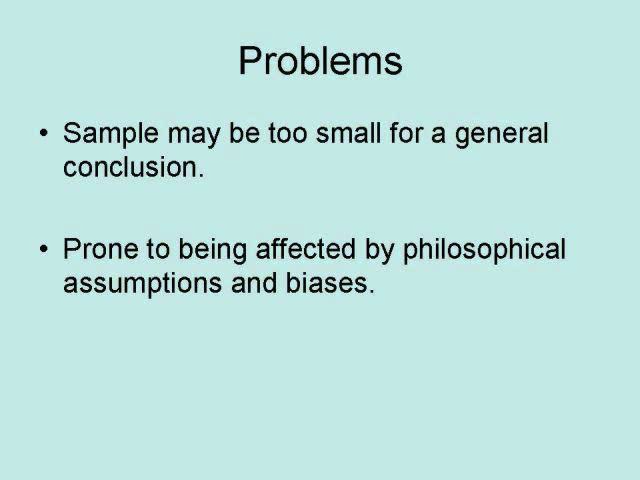 Problems
• Sample may be too small for a general
conclusion.
• Prone to being affected by philosophical
assumptions and biases.